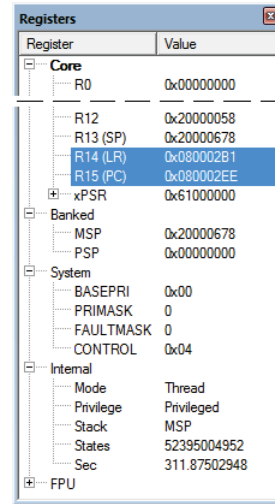 Registers
Register Value
Core
R0 0x00000000
R12 0x20000058
R13 (SP) 0x20000678
R14 (LR) 0x080002B1
R15 (PC) 0x080002EE
xPSR 0x61000000
Banked
MSP 0x20000678
PSP 0x00000000
System
BASEPRI 0x00
PRIMASK 0
FAULTMASK 0
CONTROL 0x04
Internal
Mode Thread
Privilege Privileged
Stack MSP
States 52395004952
Sec 311.87502948
FPU